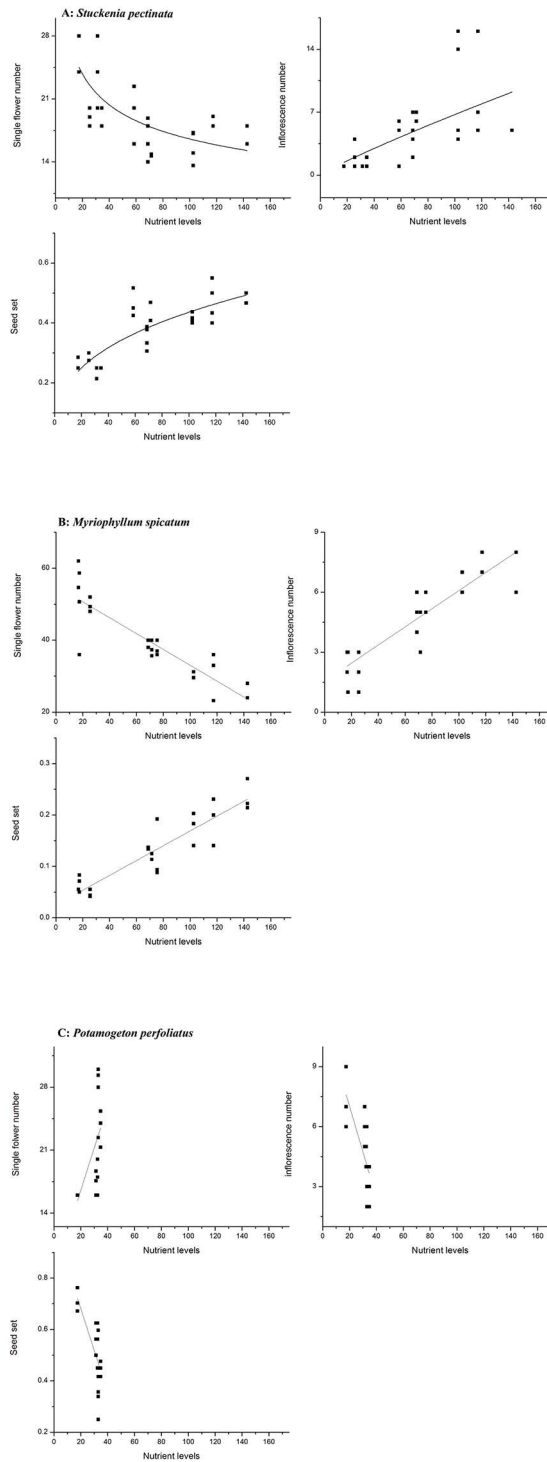 A: Stuckenia pectinata
Single flower number
28
21
14
0 20 40 60 80 100 120 140 160
Nutrient levels
Inflorescence number
14
7
0
0 20 40 60 80 100 120 140 160
Nutrient levels
Seed set
0.6
0.4
0.2
0 20 40 60 80 100 120 140 160
Nutrient levels
B: Myriophyllum spicatum
Single flower number
60
40
20
0 20 40 60 80 100 120 140 160
Nutrient levels
Inflorescence number
9
6
3
0
0 20 40 60 80 100 120 140 160
Nutrient levels
Seed set
0.3
0.2
0.1
0.0
0 20 40 60 80 100 120 140 160
Nutrient levels
C: Potamogeton perfoliatus
Single folwer number
28
21
14
0 20 40 60 80 100 120 140 160
Nutrient levels
inflorescence number
9
6
3
0 20 40 60 80 100 120 140 160
Nutrient levels
Seed set
0.8
0.6
0.4
0.2
0 20 40 60 80 100 120 140 160
Nutrient levels